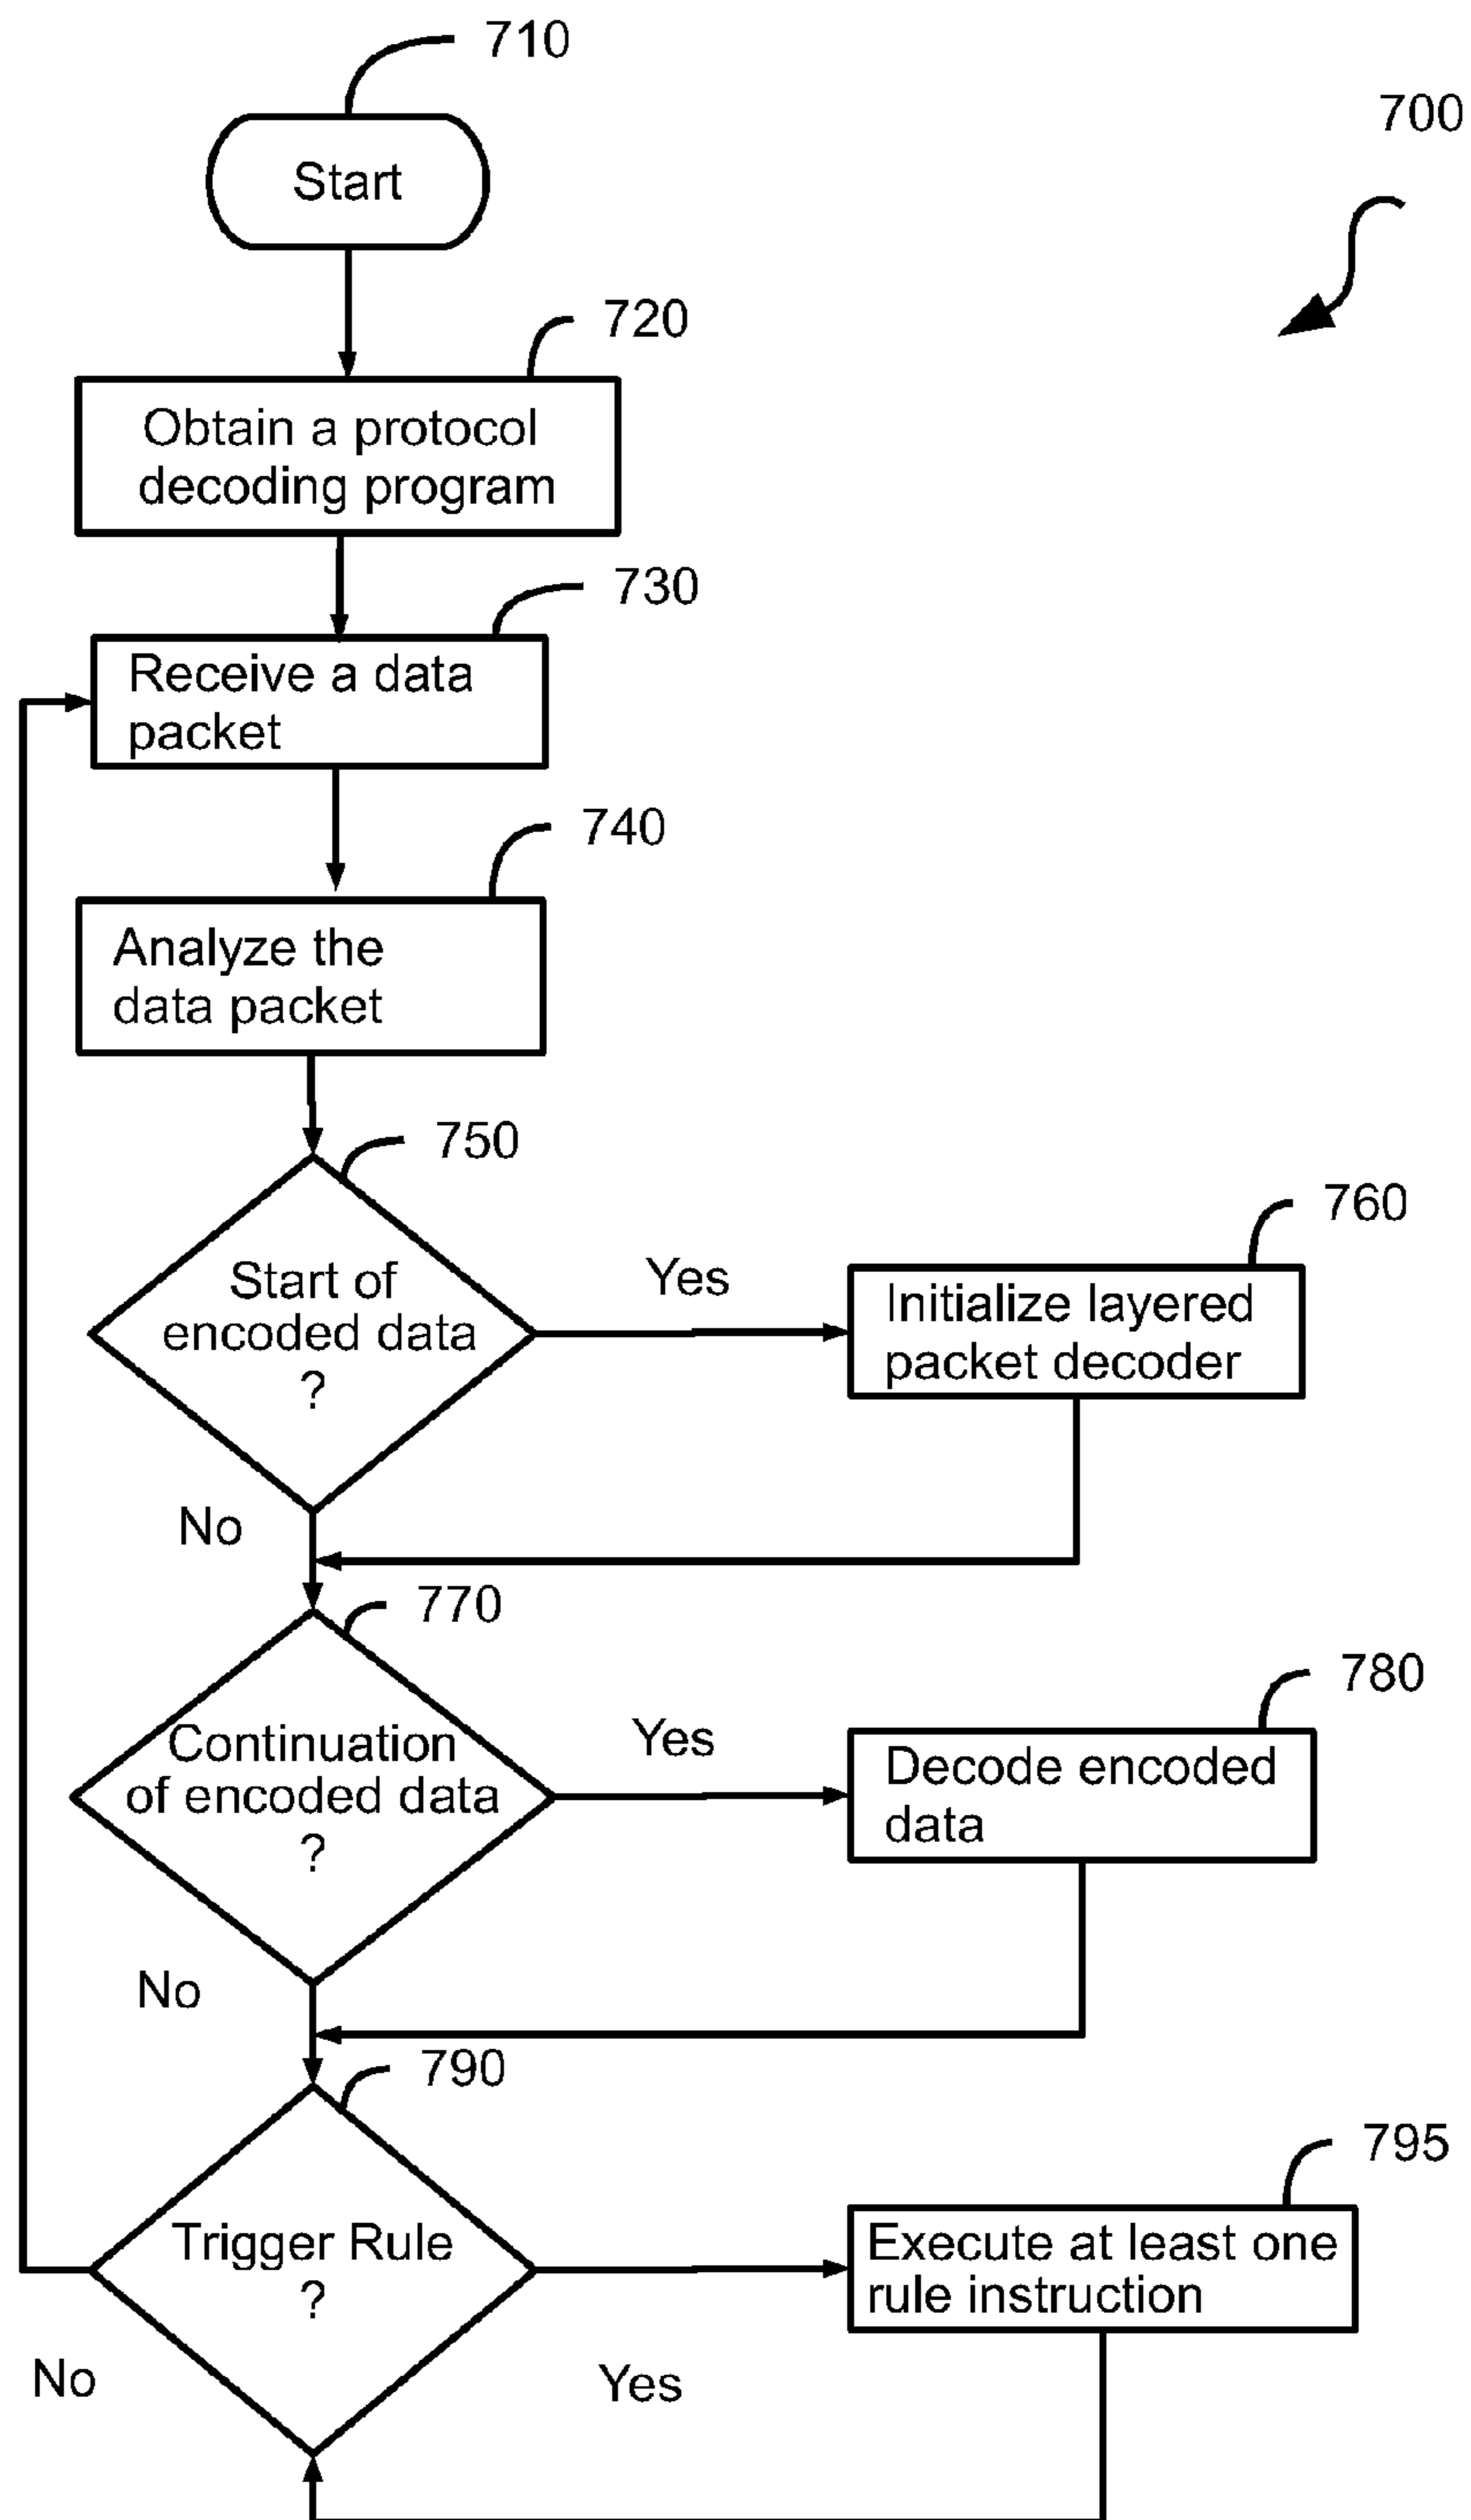 710
700
Start
720
Obtain a protocol
decoding program
730
Receive a data
packet
740
Analyze the
data packet
750
760
Start of
encoded data
?
Yes
Initialize layered
packet decoder
No
770
780
Continuation
of encoded data
?
Yes
Decode encoded
data
No
790
795
Trigger Rule
?
Execute at least one
rule instruction
No
Yes